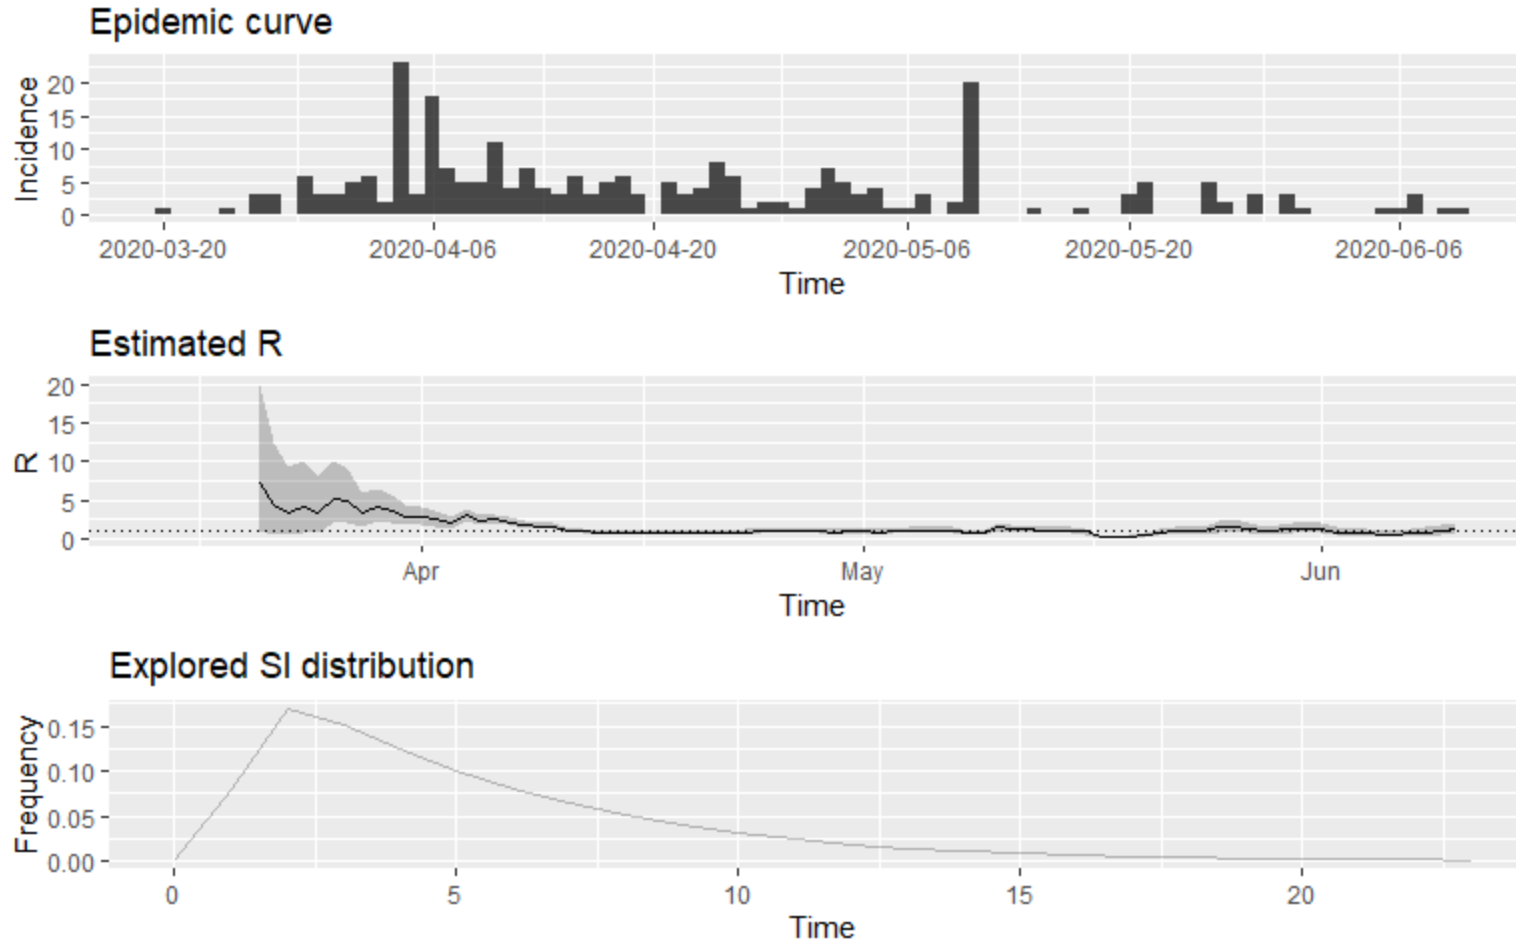 Epidemic curve
Incidence
20
15
10
5
0
2020-03-20 2020-04-06 2020-04-20 2020-05-06 2020-05-20 2020-06-06
Time
Estimated R
R
20
15
10
5
0
Apr May Jun
Time
Explored SI distribution
Frequency
0.15
0.10
0.05
0.00
0 5 10 15 20
Time